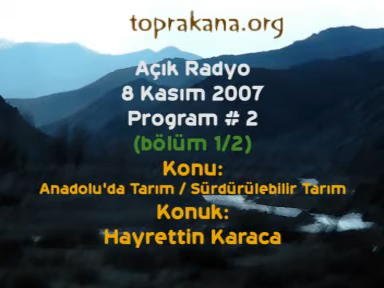 toprakana.org
Açık Radyo
8 Kasım 2007
Program # 2
(bölüm 1/2)
Konu:
Anadolu'da Tarım / Sürdürülebilir Tarım
Konuk:
Hayrettin Karaca